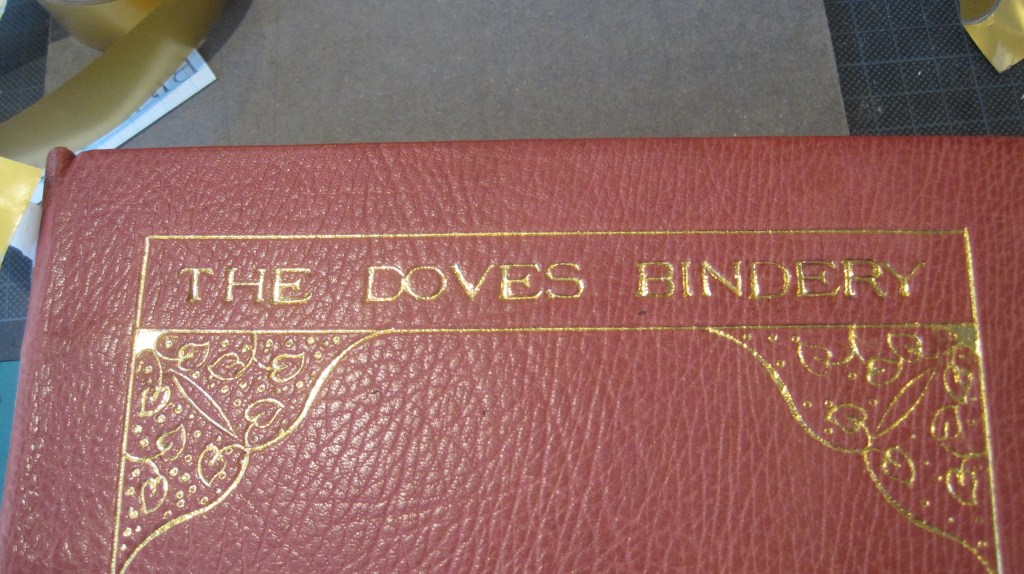 THE DOVES BINDERY